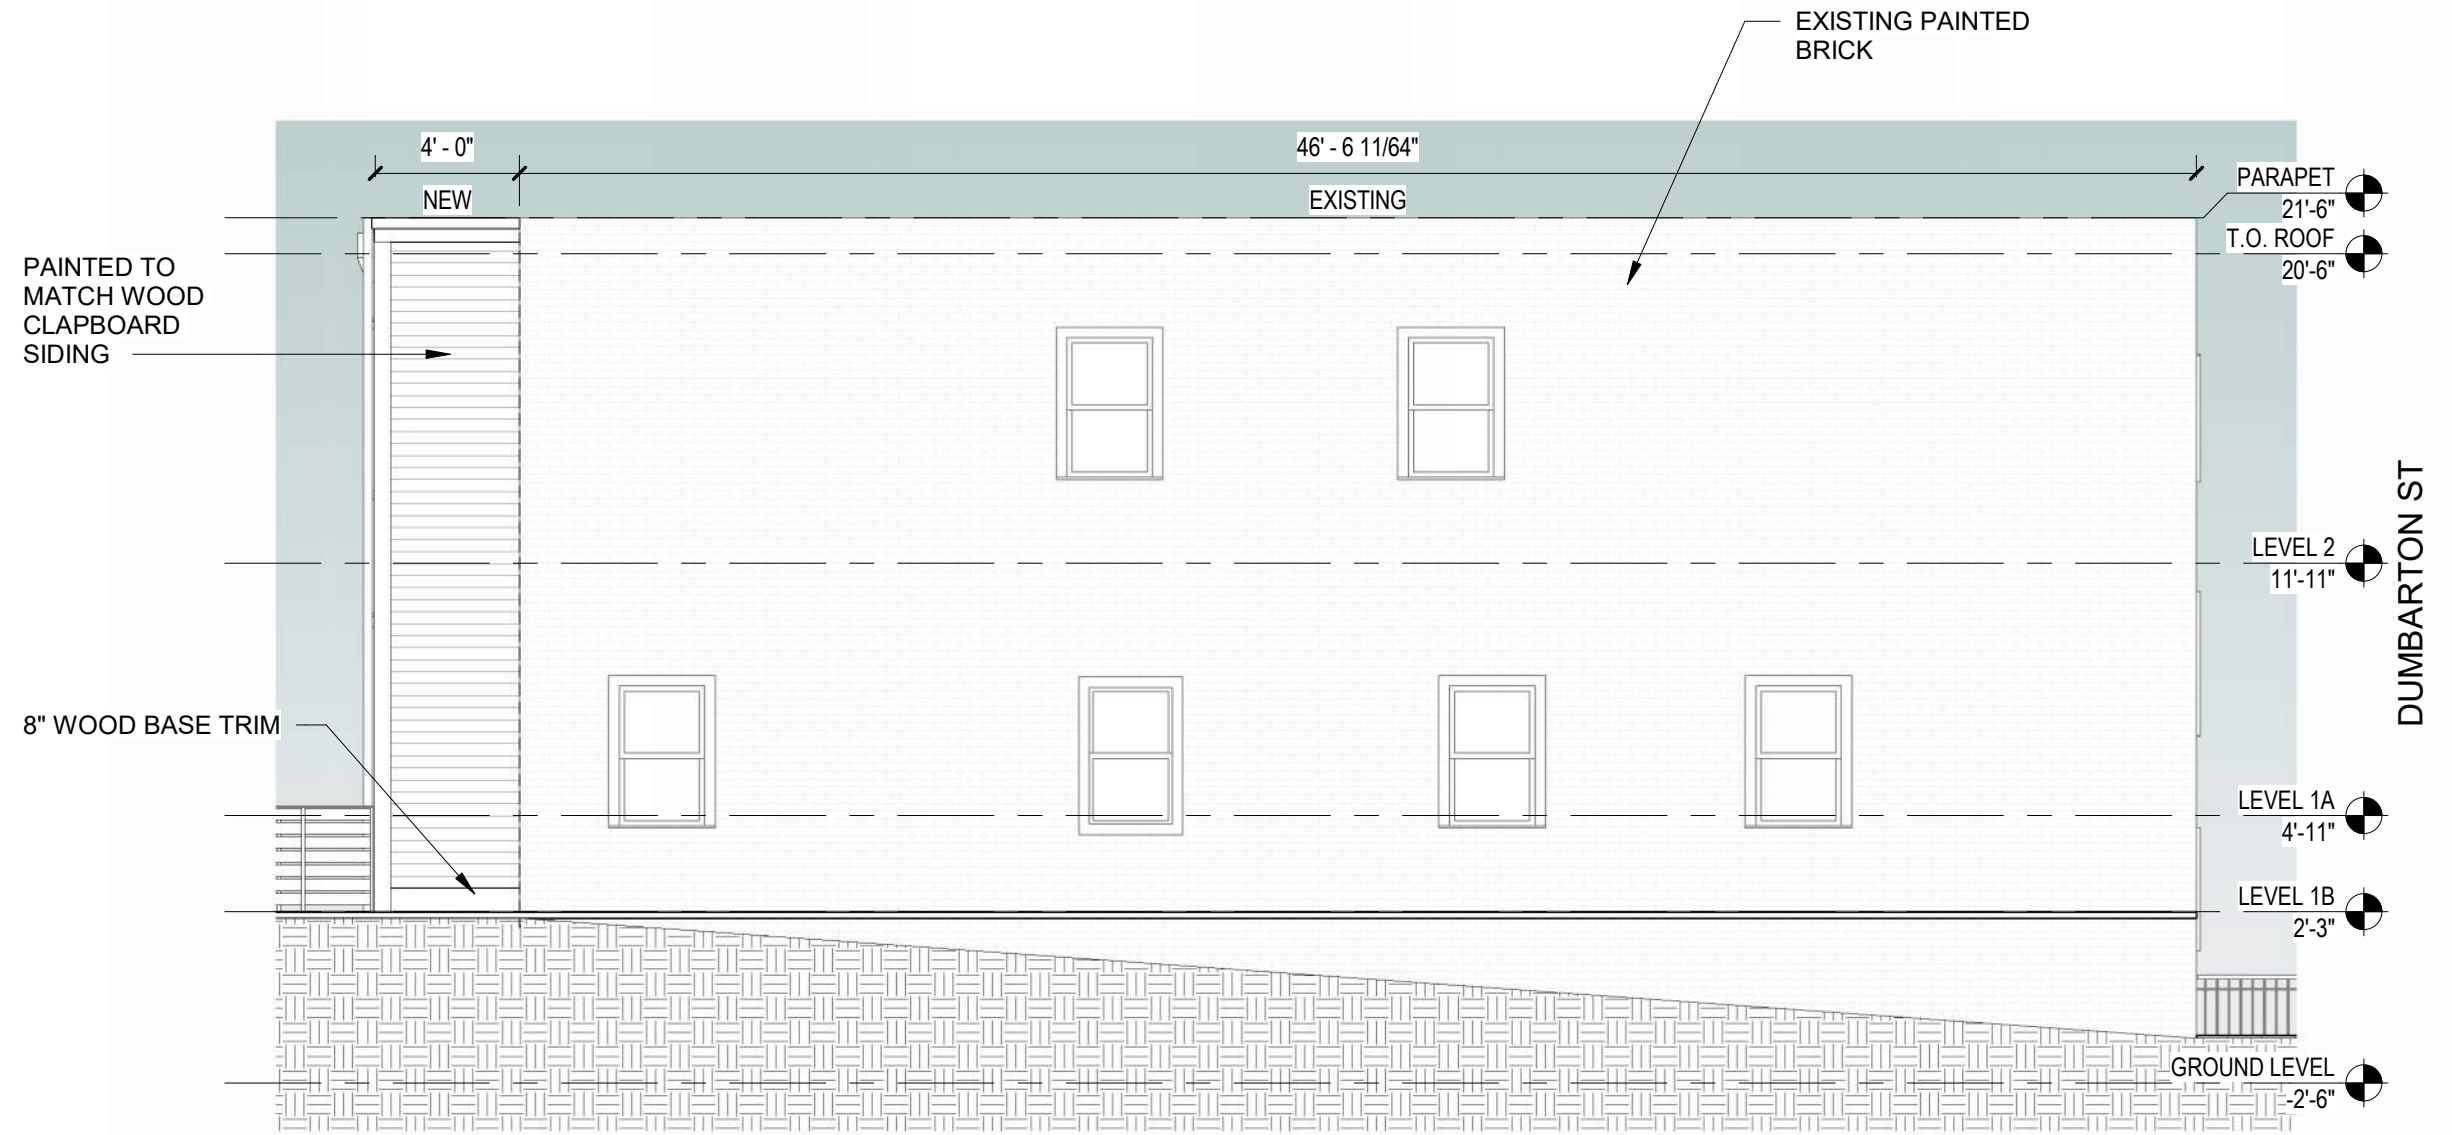 EXISTING PAINTED
BRICK
4' - 0"
46' - 6 11/64"
NEW
EXISTING
PARAPET
21'-6"
T.O. ROOF
20'-6"
PAINTED TO
MATCH WOOD
CLAPBOARD
SIDING
LEVEL 2
11'-11"
DUMBARTON ST
8" WOOD BASE TRIM
LEVEL 1A
4'-11"
LEVEL 1B
2'-3"
GROUND LEVEL
-2'-6"